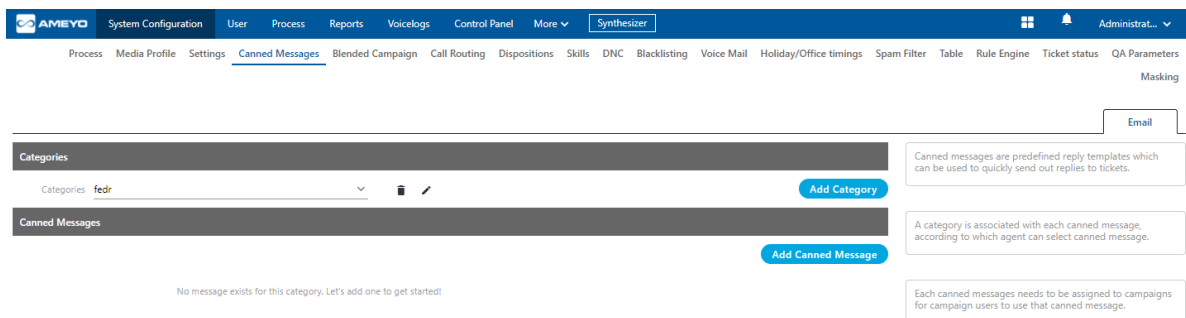 AMEYO System Configuration User Process Reports Voicelogs Control Panel More Synthesizer Administrat...
Process Media Profile Settings Canned Messages Blended Campaign Call Routing Dispositions Skills DNC Blacklisting Voice Mail Holiday/Office timings Spam Filter Table Rule Engine Ticket status QA Parameters
Masking
Email
Categories
Categories fedr Add Category
Canned Messages
Add Canned Message
No message exists for this category. Let's add one to get started!
Canned messages are predefined reply templates which
can be used to quickly send out replies to tickets.
A category is associated with each canned message,
according to which agent can select canned message.
Each canned messages needs to be assigned to campaigns
for campaign users to use that canned message.